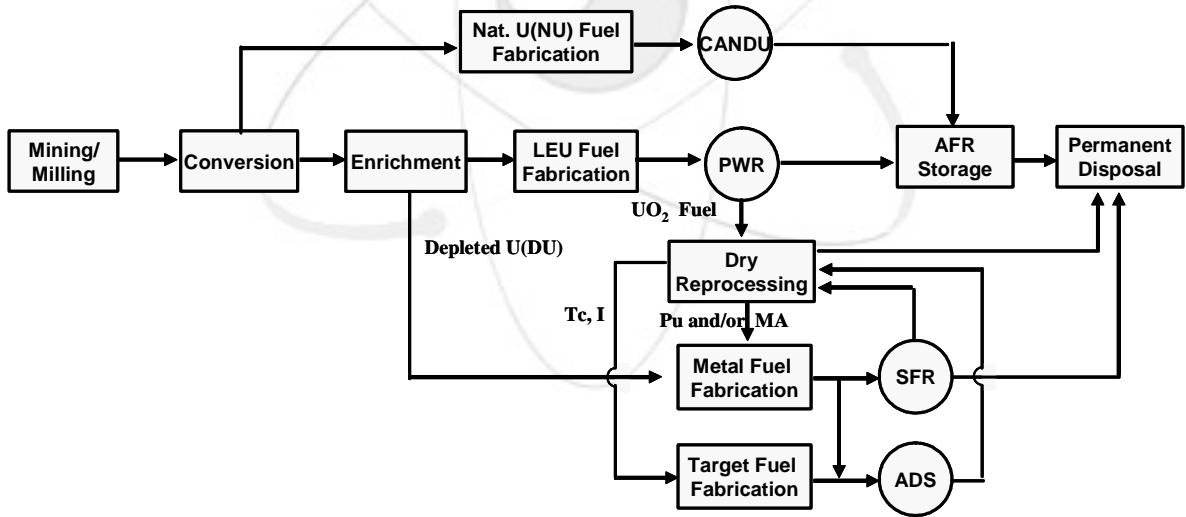 Nat. U(NU) Fuel
Fabrication
CANDU
Mining/
Milling
Conversion
Enrichment
LEU Fuel
Fabrication
PWR
AFR
Storage
Permanent
Disposal
UO₂ Fuel
Depleted U(DU)
Dry
Reprocessing
Tc, I
Pu and/or MA
Metal Fuel
Fabrication
SFR
Target Fuel
Fabrication
ADS